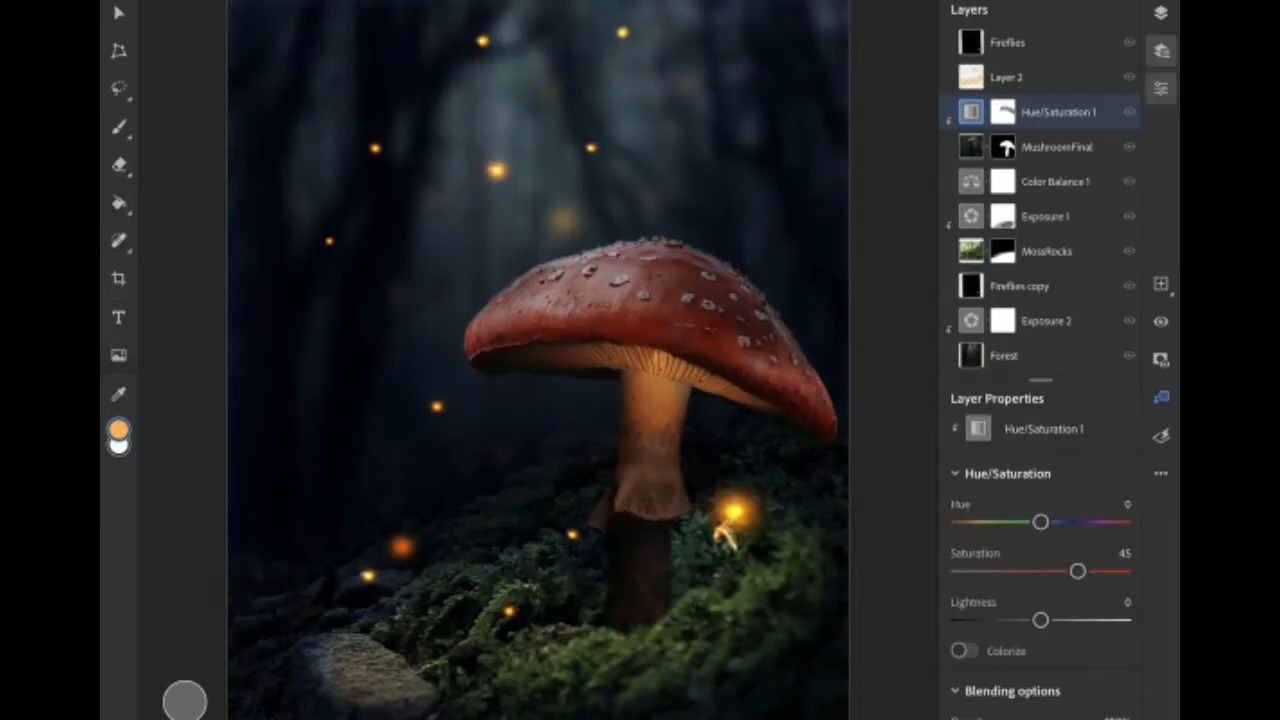 Layers
Fireflies
Layer 2
Hue/Saturation 1
MushroomFinal
Color Balance 1
Exposure 1
MossRocks
Fireflies copy
Exposure 2
Forest
Layer Properties
Hue/Saturation 1
Hue/Saturation
Hue 0
Saturation 45
Lightness 0
Colorize
Blending options
T